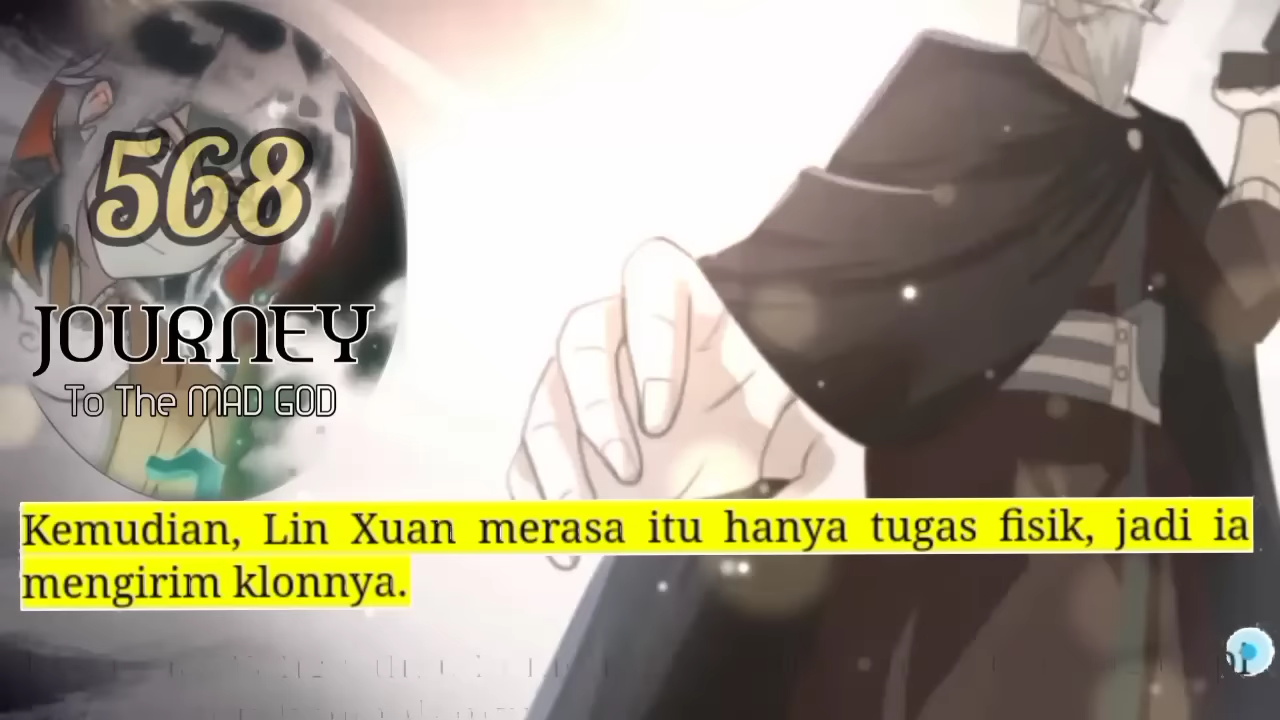 568
JOURNEY
To The MAD GOD
Kemudian, Lin Xuan merasa itu hanya tugas fisik, jadi ia
mengirim klonnya.